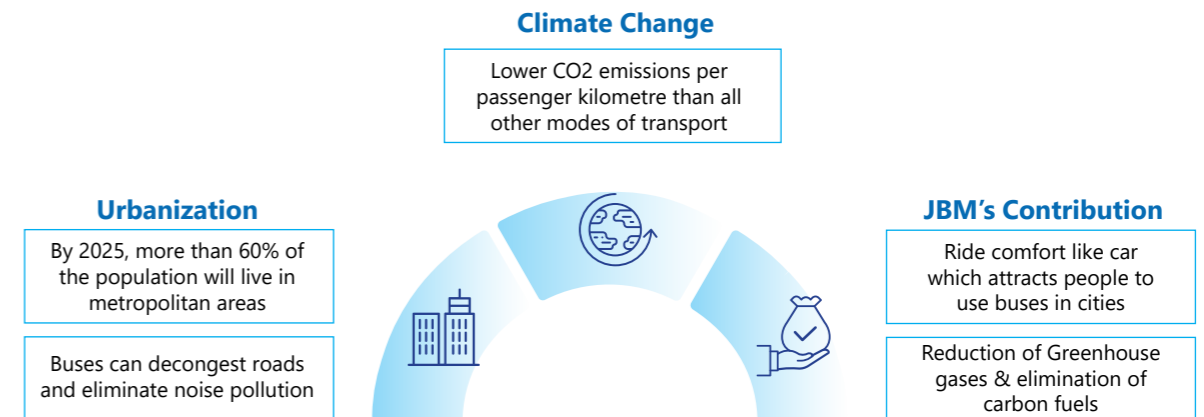 Climate Change
Lower CO2 emissions per
passenger kilometre than all
other modes of transport
Urbanization
By 2025, more than 60% of
the population will live in
metropolitan areas
Buses can decongest roads
and eliminate noise pollution
JBM's Contribution
Ride comfort like car
which attracts people to
use buses in cities
Reduction of Greenhouse
gases & elimination of
carbon fuels